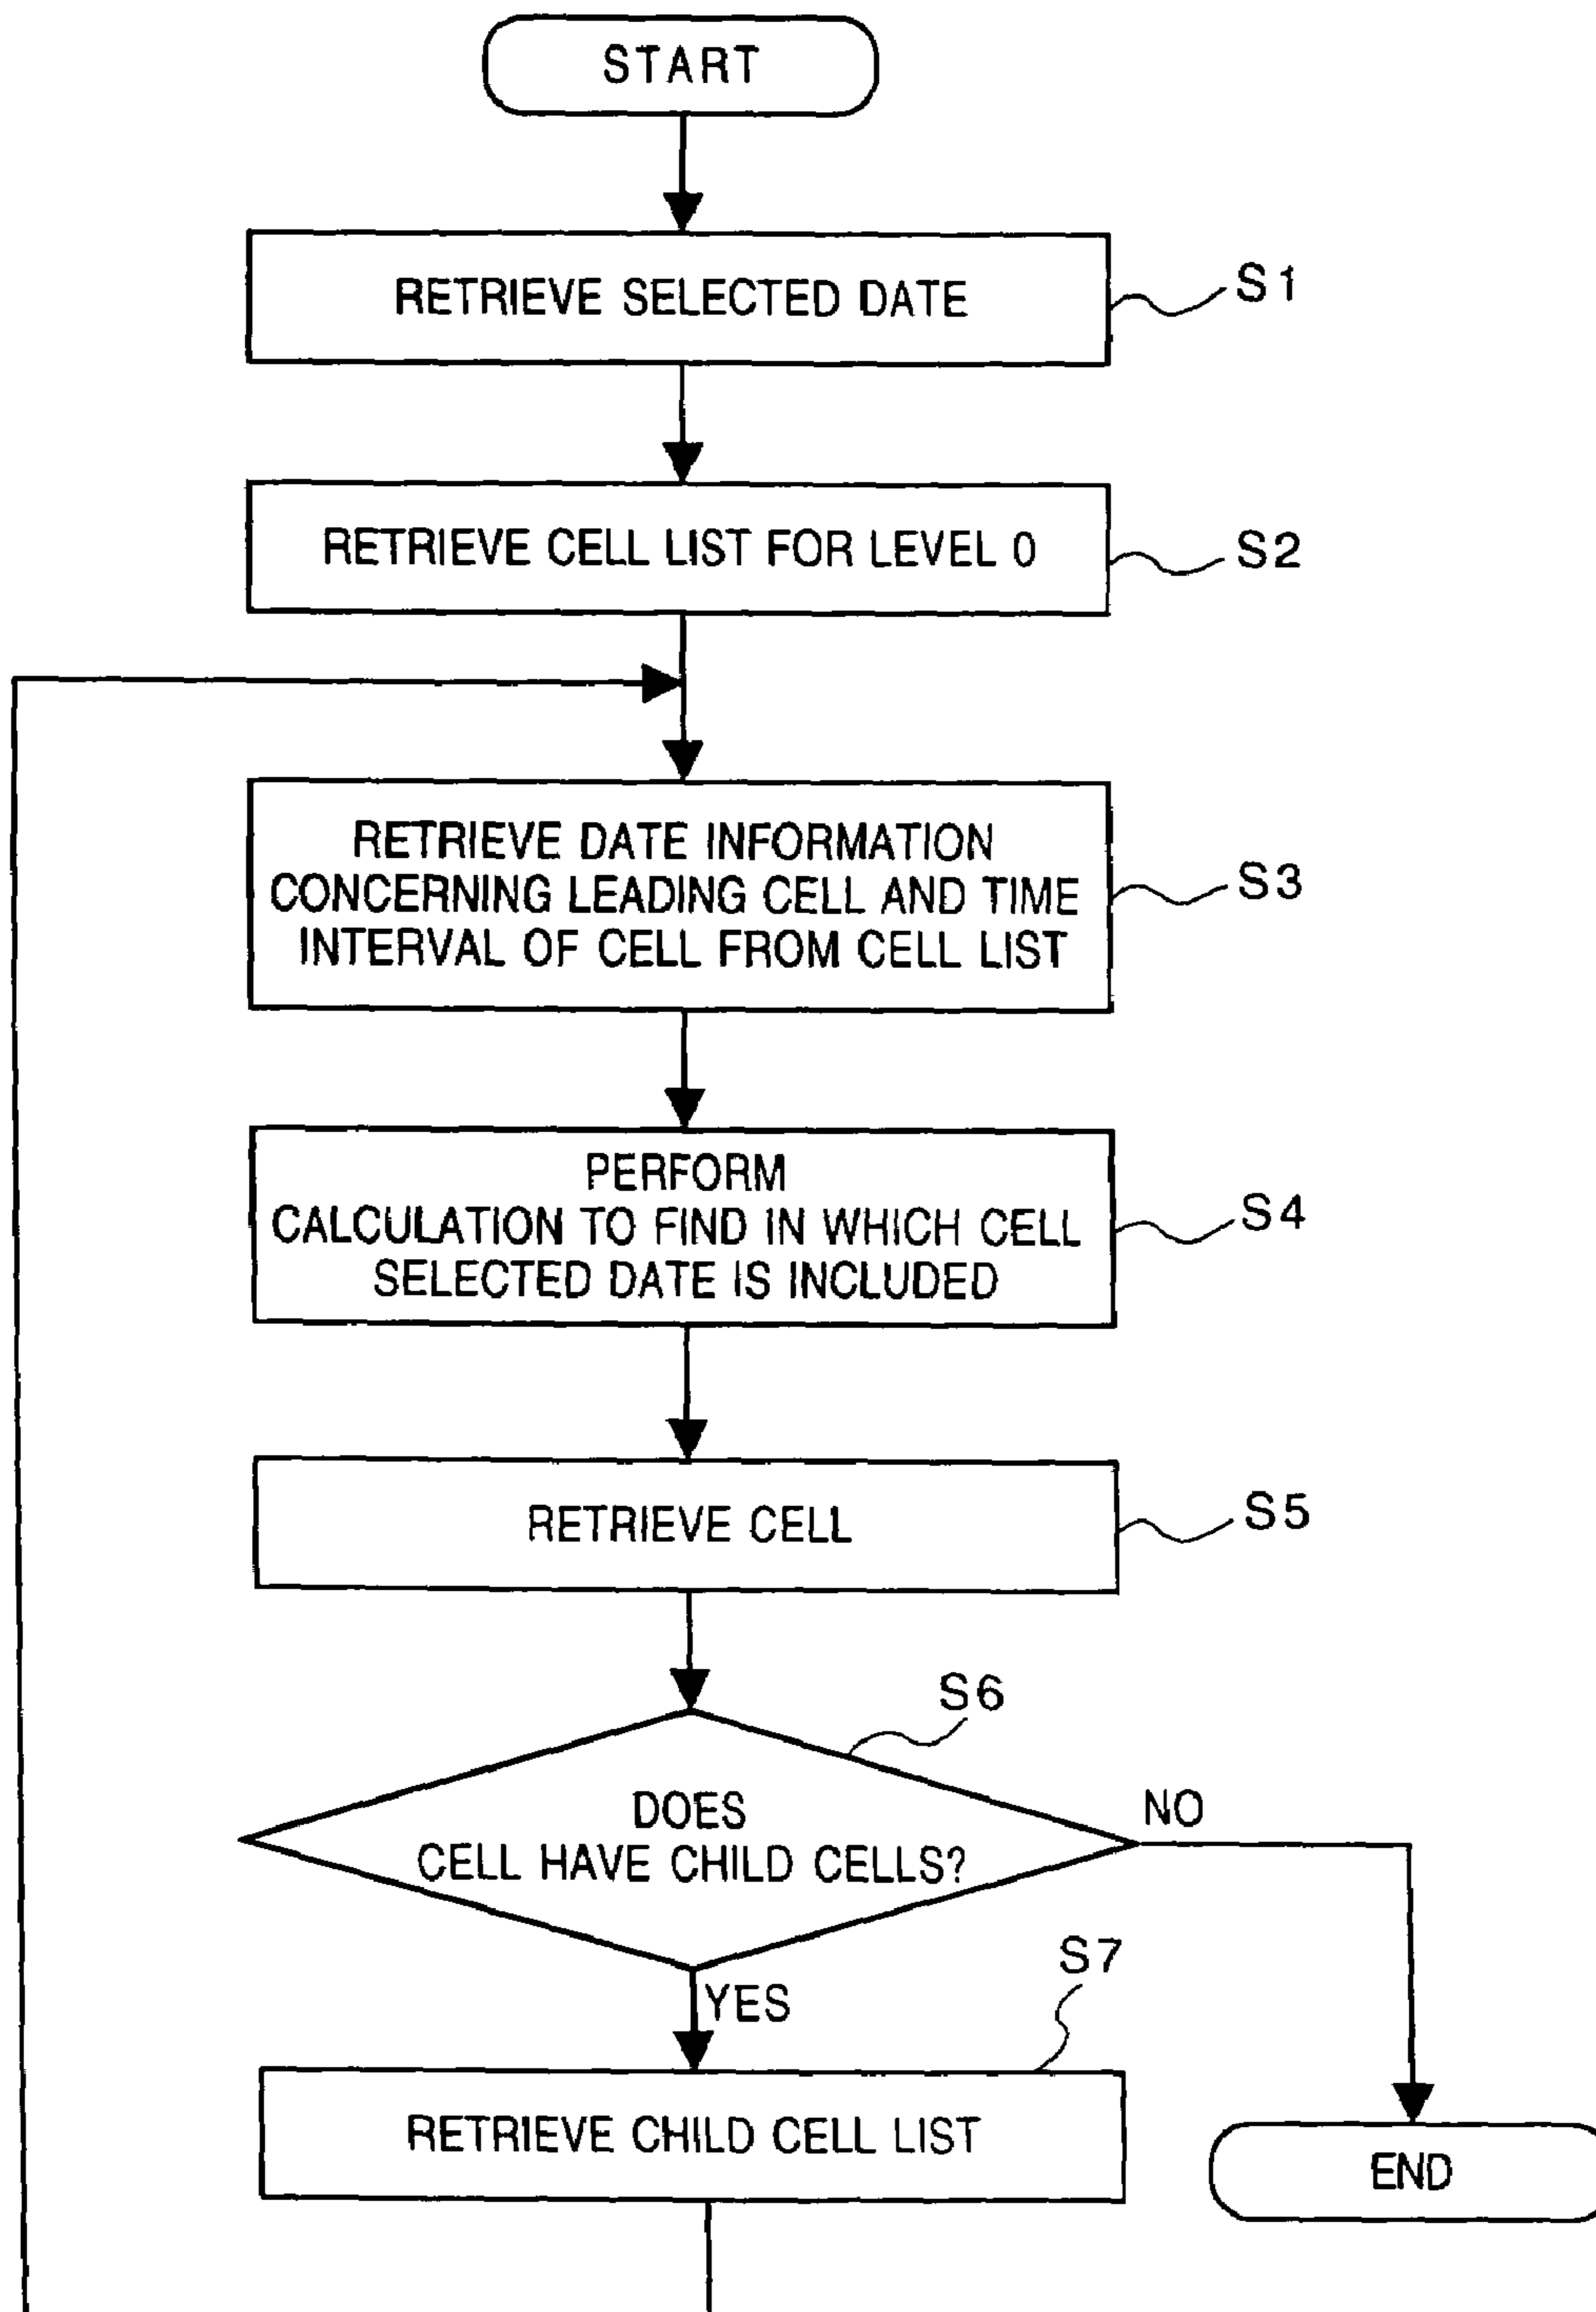 START
RETRIEVE SELECTED DATE
S1
RETRIEVE CELL LIST FOR LEVEL 0
S2
RETRIEVE DATE INFORMATION
CONCERNING LEADING CELL AND TIME
INTERVAL OF CELL FROM CELL LIST
S3
PERFORM
CALCULATION TO FIND IN WHICH CELL
SELECTED DATE IS INCLUDED
S4
RETRIEVE CELL
S5
S6
DOES
CELL HAVE CHILD CELLS?
NO
YES
S7
RETRIEVE CHILD CELL LIST
END